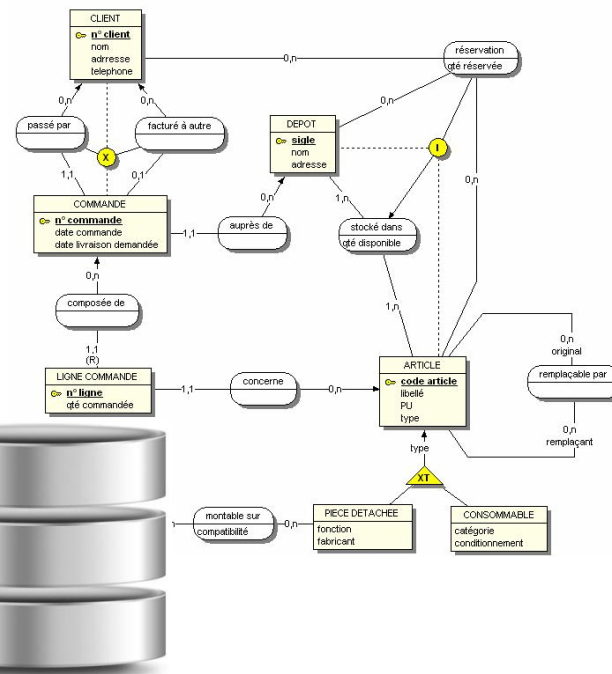 CLIENT
n° client
nom
adrresse
telephone
0,n
réservation
qté réservée
0,n
0,n
0,n
passé par
facturé à autre
X
DEPOT
sigle
nom
adresse
I
0,n
1,1
0,1
COMMANDE
n° commande
date commande
date livraison demandée
1,1
auprès de
0,n
1,n
stocké dans
qté disponible
0,n
composée de
1,n
1,1
(R)
LIGNE COMMANDE
n° ligne
qté commandée
1,1
concerne
0,n
ARTICLE
code article
libellé
PU
type
0,n
original
remplaçable par
0,n
remplaçant
type
XT
montable sur
compatibilité
0,n
PIECE DETACHEE
fonction
fabricant
CONSOMMABLE
catégorie
conditionnement